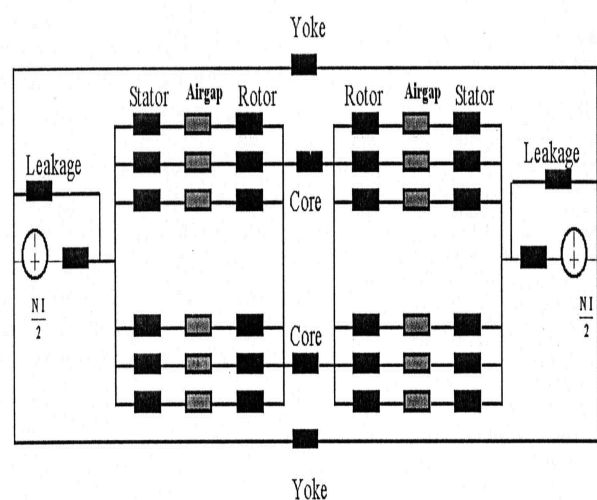 Yoke
Stator Airgap Rotor Rotor Airgap Stator
Leakage Leakage
Core
+ +
NI NI
2 2
Core
Yoke